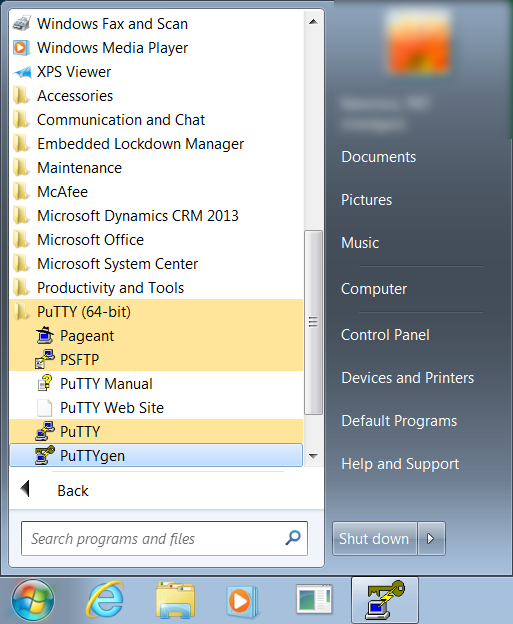 Windows Fax and Scan
Windows Media Player
XPS Viewer
Accessories
Communication and Chat
Embedded Lockdown Manager
Maintenance
McAfee
Microsoft Dynamics CRM 2013
Microsoft Office
Microsoft System Center
Productivity and Tools
PuTTY (64-bit)
Pageant
PSFTP
PuTTY Manual
PuTTY Web Site
PuTTY
PuTTYgen
Back
Search programs and files
Documents
Pictures
Music
Computer
Control Panel
Devices and Printers
Default Programs
Help and Support
Shut down